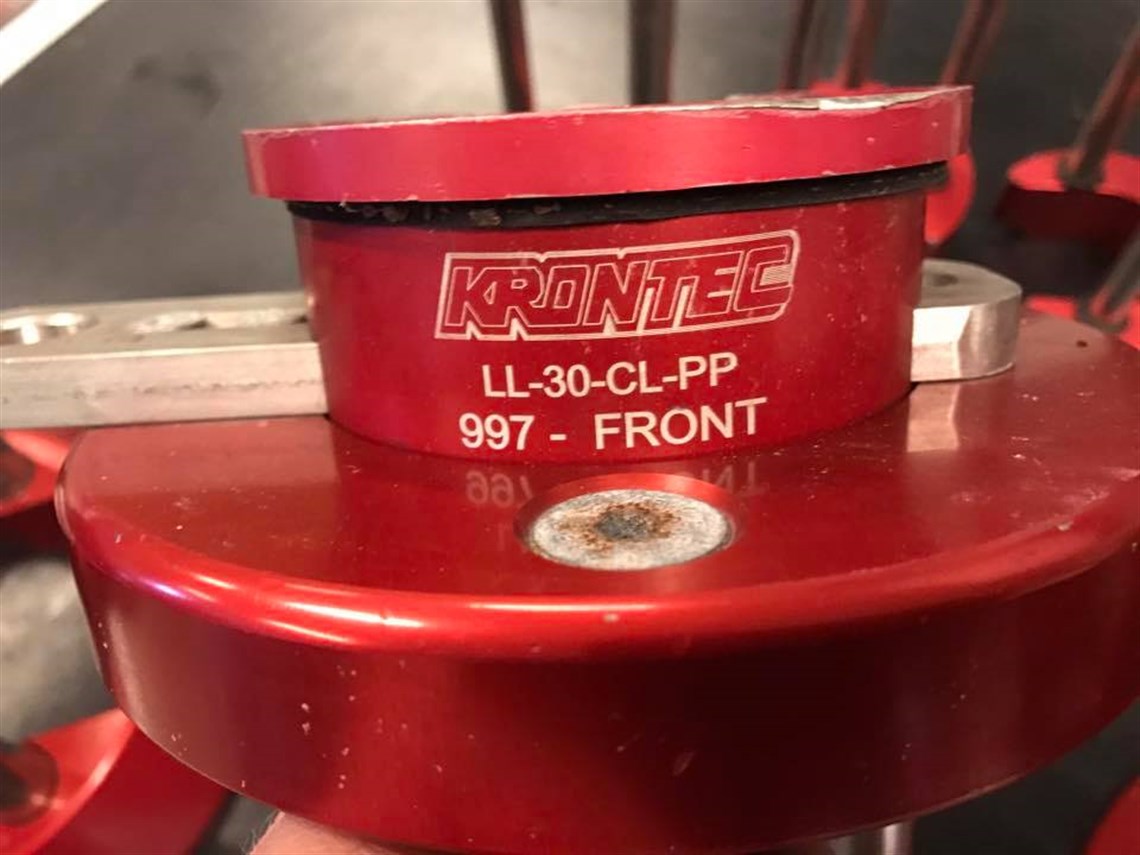 KRONTEC
LL-30-CL-PP
997 - FRONT